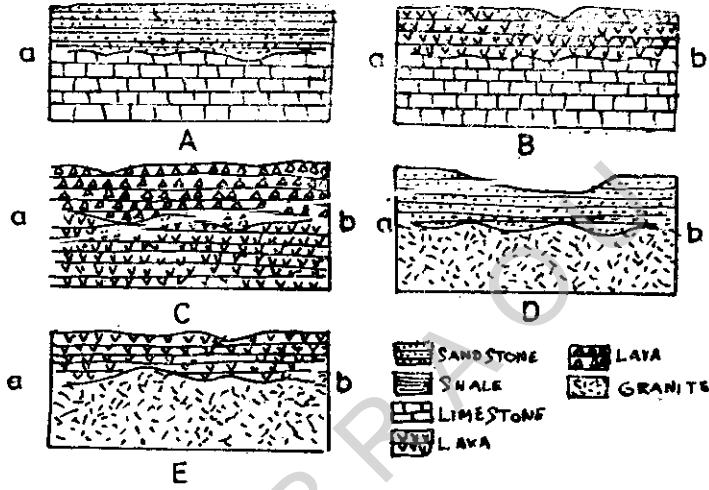 a
A
a b
B
a b
C
a b
D
a b
E
SANDSTONE LAVA
SHALE GRANITE
LIMESTONE
LAVA
R A O U